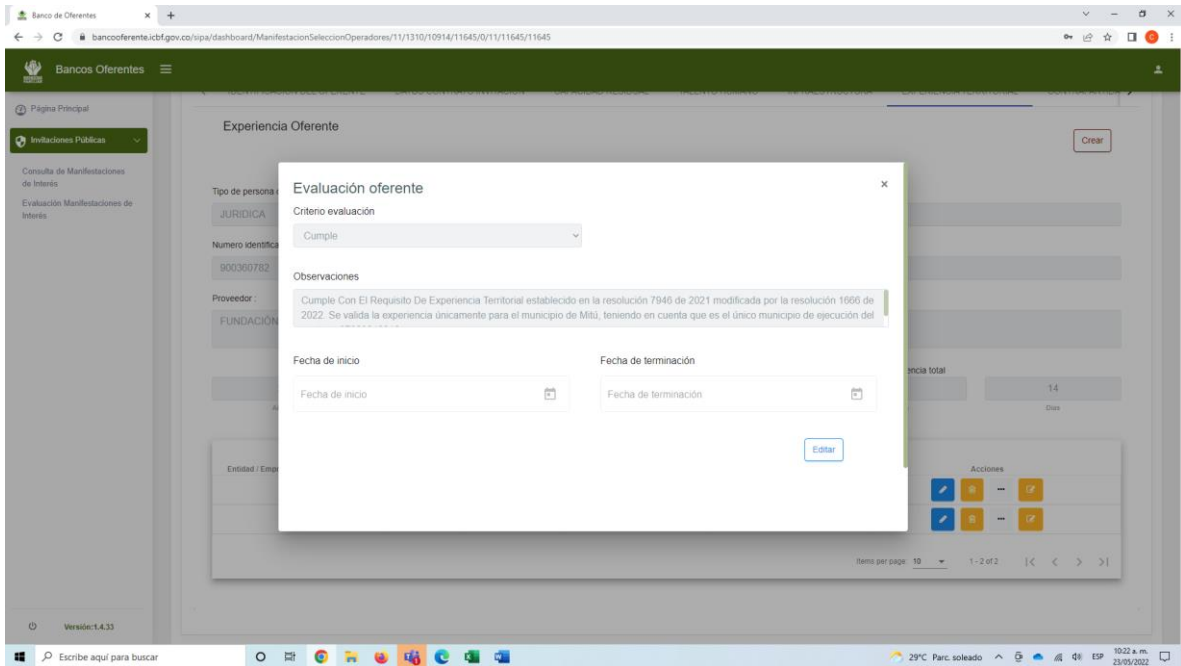 Banco de Oferentes
bancooferente.icbf.gov.co/sipa/dashboard/ManifestacionSeleccionOperadores/11/1310/10914/11645/0/11/11645/11645
Bancos Oferentes
Página Principal
Invitaciones Públicas
Consulta de Manifestaciones
de Interés
Evaluación Manifestaciones de
Interés
Experiencia Oferente
Crear
Tipo de persona
JURIDICA
Numero identifica
900360762
Proveedor :
FUNDACIÓN
Evaluación oferente
×
Criterio evaluación
Cumple
Observaciones
Cumple Con El Requisito De Experiencia Territorial establecido en la resolución 7946 de 2021 modificada por la resolución 1666 de
2022. Se valida la experiencia únicamente para el municipio de Mitú, teniendo en cuenta que es el único municipio de ejecución del
Fecha de inicio
Fecha de terminación
Fecha de inicio
Fecha de terminación
Editar
encia total
14
Días
Entidad / Empr
Acciones
Items per page: 10
1 - 2 of 2
Versión:1.4.33
Escribe aquí para buscar
29°C Parc. soleado
ESP
10:22 a. m.
23/05/2022